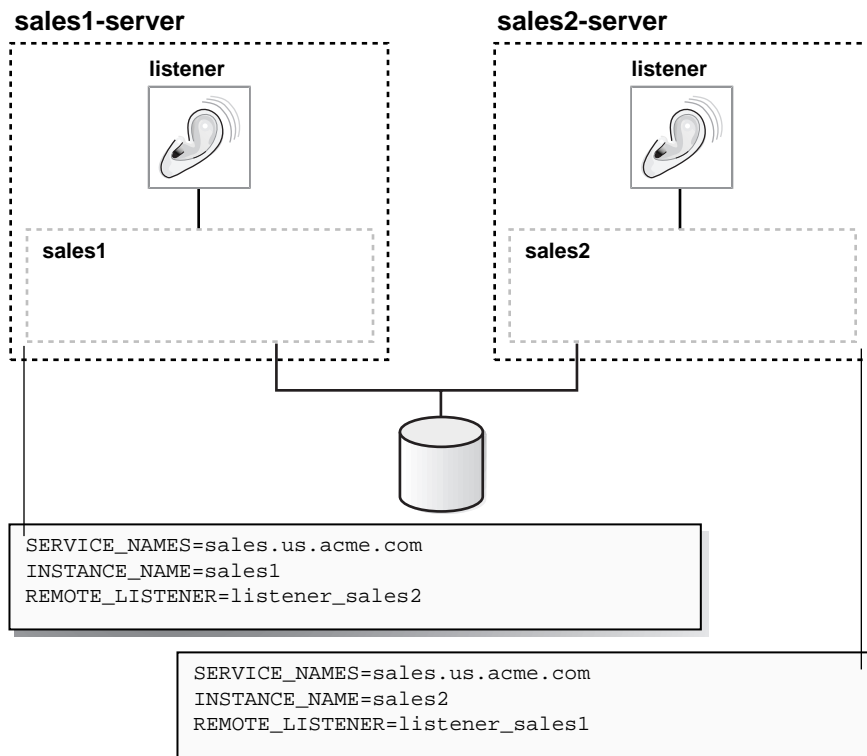 sales1-server
sales2-server
listener
listener
sales1
sales2
SERVICE_NAMES=sales.us.acme.com
INSTANCE_NAME=sales1
REMOTE_LISTENER=listener_sales2
SERVICE_NAMES=sales.us.acme.com
INSTANCE_NAME=sales2
REMOTE_LISTENER=listener_sales1